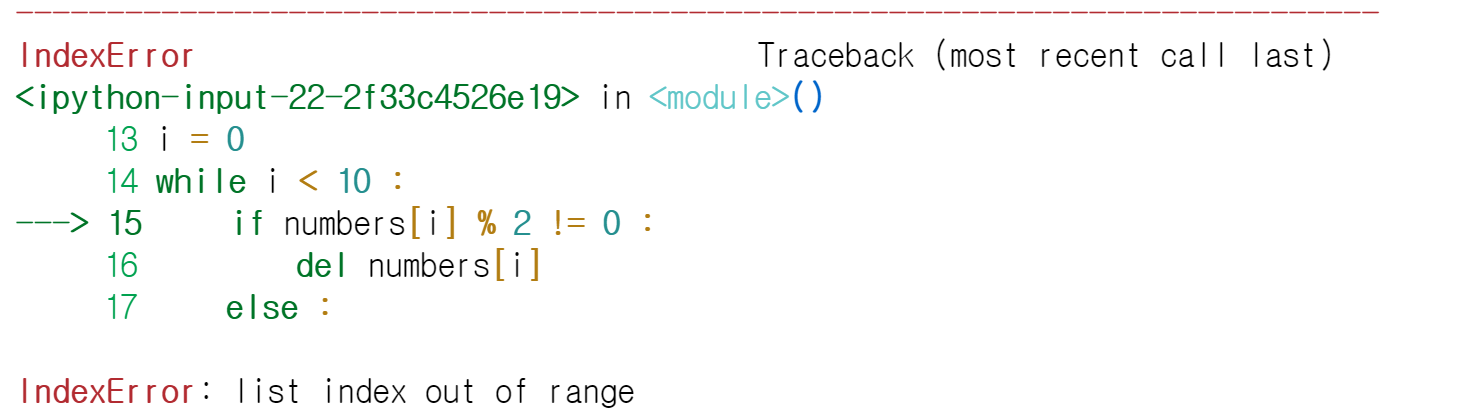 ---------------------------------------------------------------------------
IndexError                                Traceback (most recent call last)
<ipython-input-22-2f33c4526e19> in <module>()
     13 i = 0
     14 while i < 10 :
---> 15     if numbers[i] % 2 != 0 :
     16         del numbers[i]
     17     else :
IndexError: list index out of range